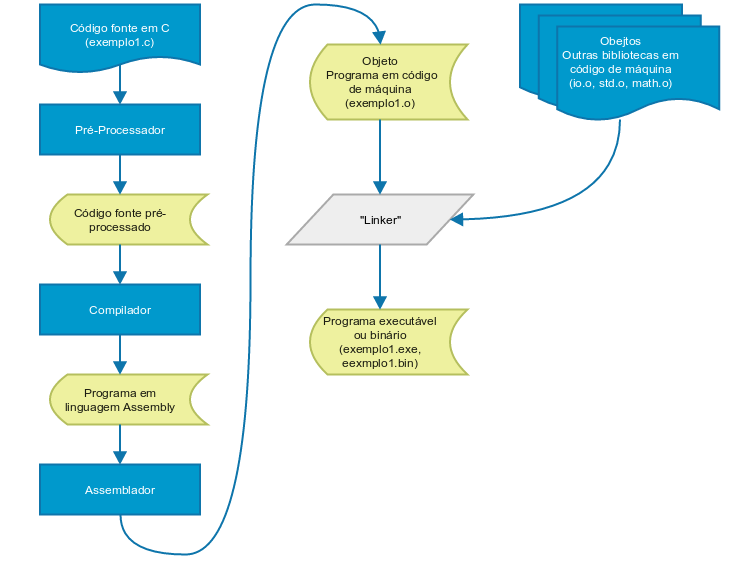 Código fonte em C
(exemplo1.c)
Pré-Processador
Código fonte pré-
processado
Compilador
Programa em
linguagem Assembly
Assemblador
Objeto
Programa em código
de máquina
(exemplo1.o)
"Linker"
Programa executável
ou binário
(exemplo1.exe,
eexmplo1.bin)
Obejtos
Outras bibliotecas em
código de máquina
(io.o, std.o, math.o)